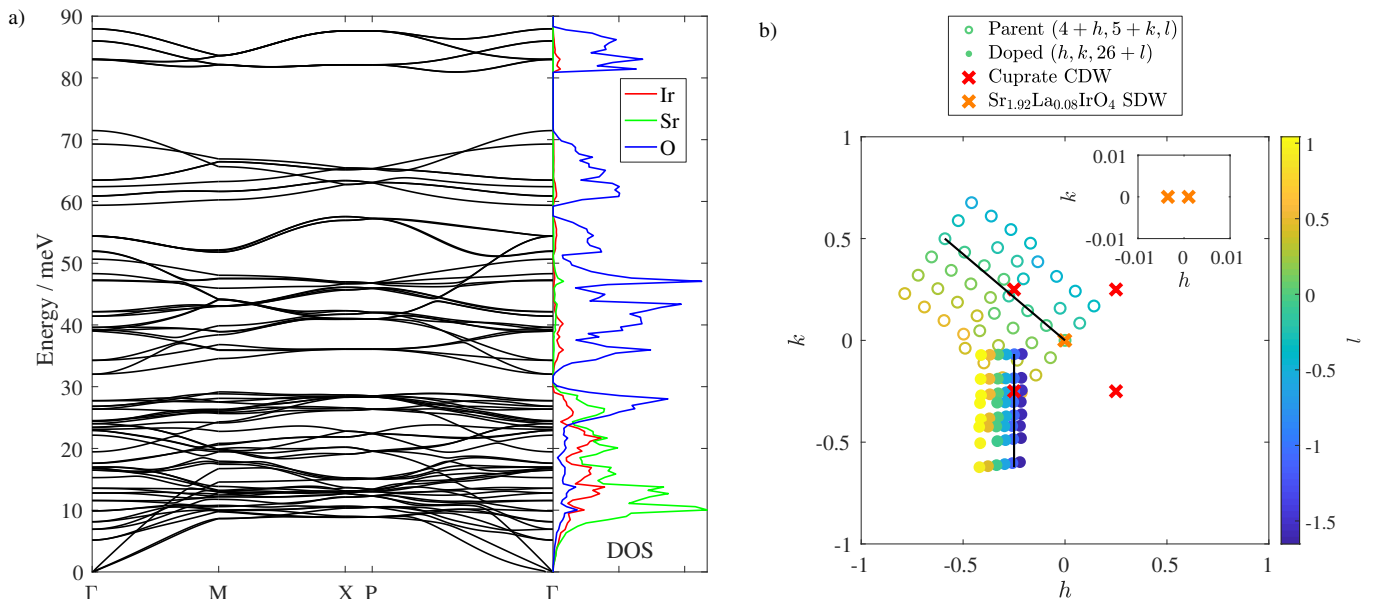 a)
90
80
70
60
50
40
30
20
10
0
Energy / meV
Γ M X P Γ
Ir
Sr
O
DOS
b)
Parent (4 + h, 5 + k, l)
Doped (h, k, 26 + l)
Cuprate CDW
Sr1.92La0.08IrO4 SDW
1
0.5
0
-0.5
-1
k
-1 -0.5 0 0.5 1
h
0.01
0
-0.01
k
-0.01 0 0.01
h
1
0.5
0
-0.5
-1
-1.5
l